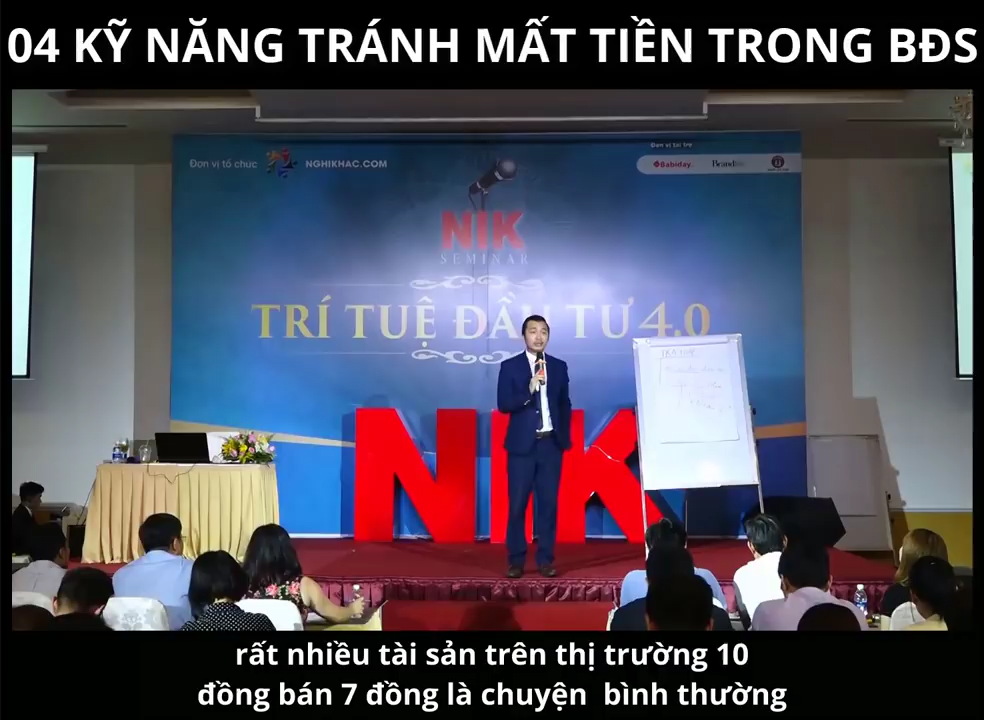 04 KỸ NĂNG TRÁNH MẤT TIỀN TRONG BĐS
Đơn vị tổ chức
NGHIKHAC.COM
Đơn vị tài trợ
Babiday
NIK
SEMINAR
TRÍ TUỆ ĐẦU TƯ 4.0
NIK
rất nhiều tài sản trên thị trường 10
đồng bán 7 đồng là chuyện  bình thường